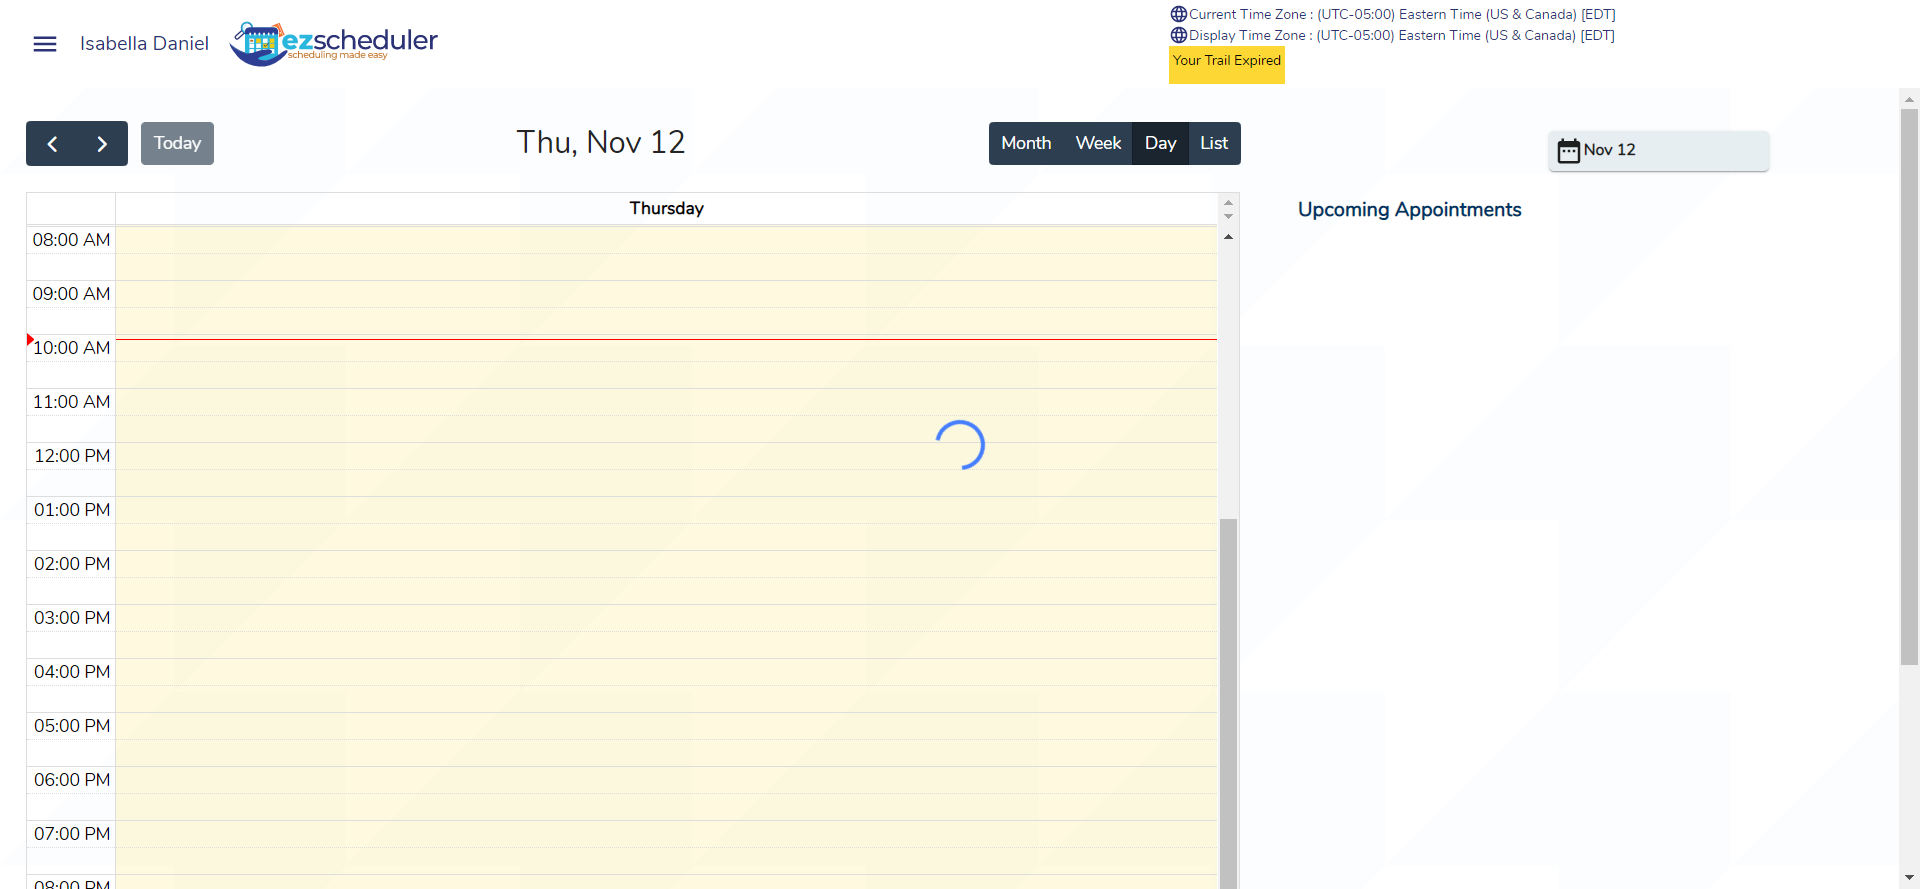 Isabella Daniel
ezscheduler
scheduling made easy
Current Time Zone : (UTC-05:00) Eastern Time (US & Canada) [EDT]
Display Time Zone : (UTC-05:00) Eastern Time (US & Canada) [EDT]
Your Trail Expired
Today
Thu, Nov 12
Month Week Day List
Nov 12
Thursday
Upcoming Appointments
08:00 AM
09:00 AM
10:00 AM
11:00 AM
12:00 PM
01:00 PM
02:00 PM
03:00 PM
04:00 PM
05:00 PM
06:00 PM
07:00 PM
08:00 PM